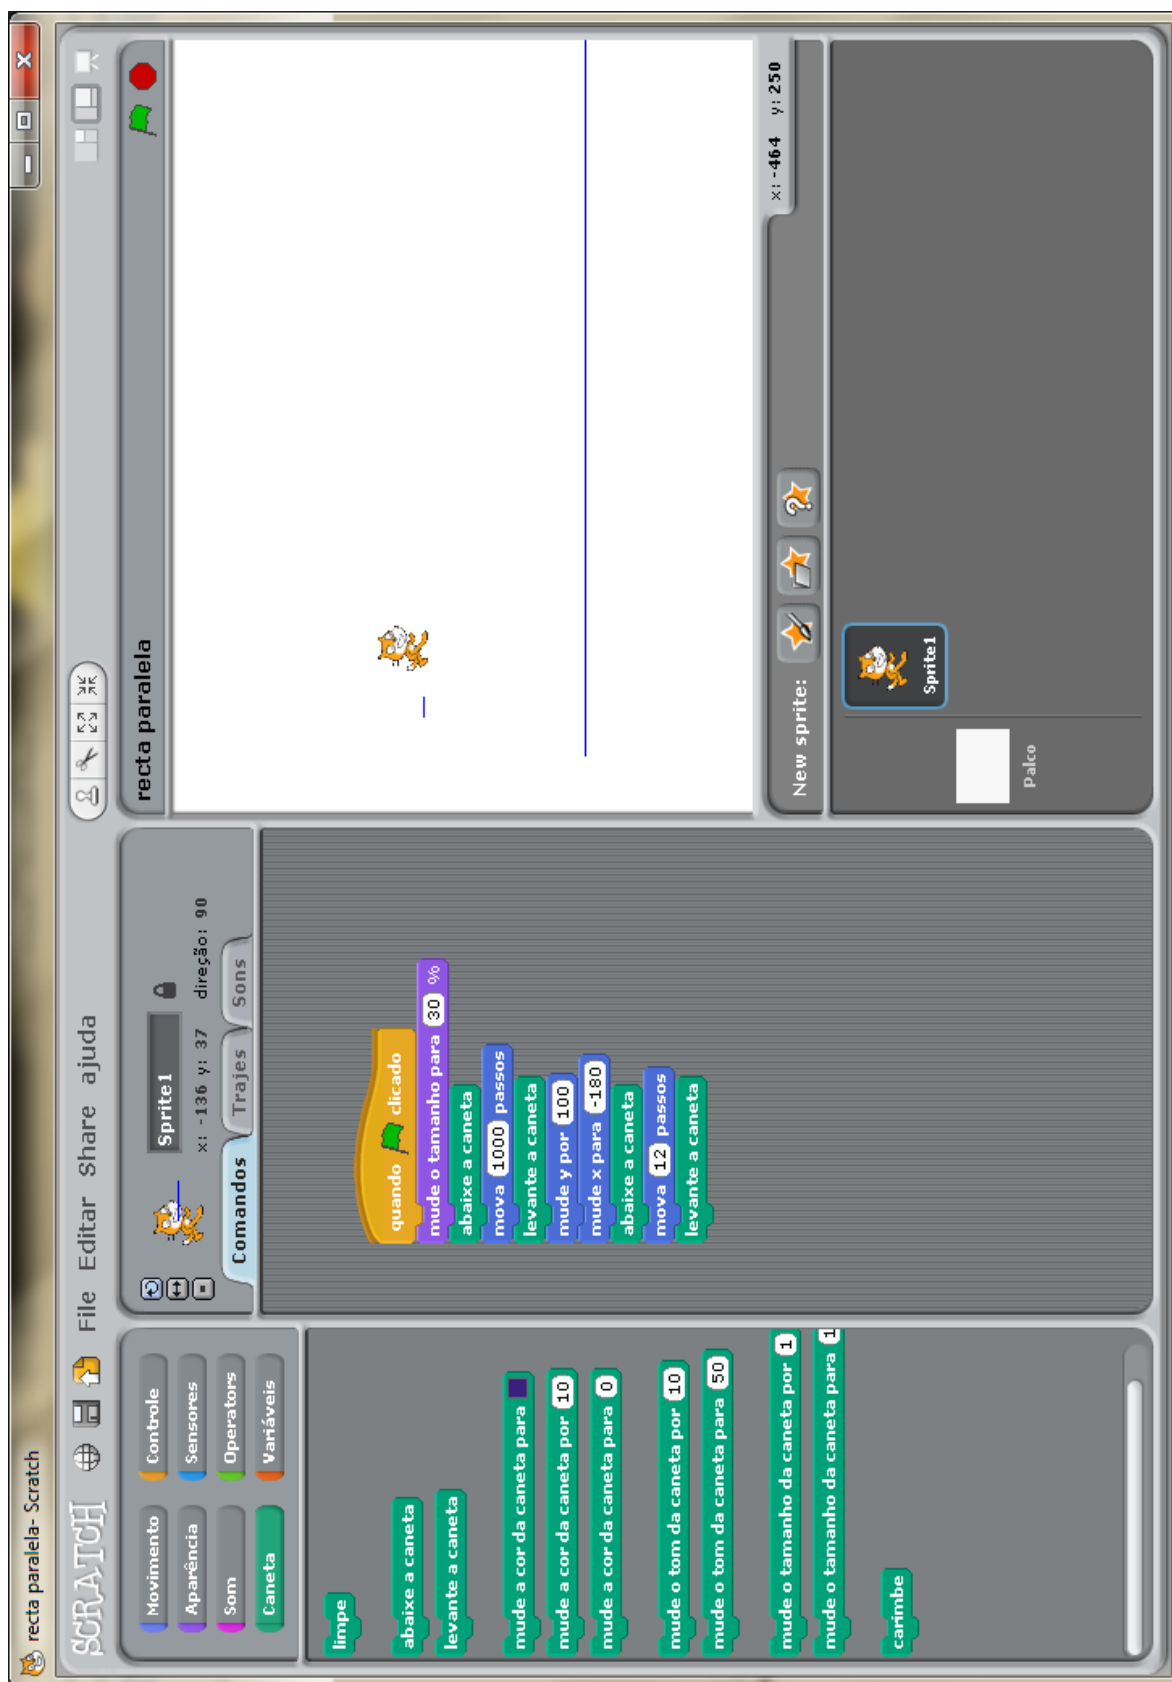 recta paralela- Scratch
SCRATCH
File Editar Share ajuda
Movimento
Controle
Aparência
Sensores
Som
Operators
Caneta
Variáveis
limpe
abaixe a caneta
levante a caneta
mude a cor da caneta para
mude a cor da caneta por 10
mude a cor da caneta para 0
mude o tom da caneta por 10
mude o tom da caneta para 50
mude o tamanho da caneta por 1
mude o tamanho da caneta para 1
carimbe
Sprite1
x: -136 y: 37 direção: 90
Comandos Trajes Sons
quando clicado
mude o tamanho para 30 %
abaixe a caneta
mova 1000 passos
levante a caneta
mude y por 100
mude x para -180
abaixe a caneta
mova 12 passos
levante a caneta
recta paralela
x: -464 y: 250
New sprite:
Sprite1
Palco